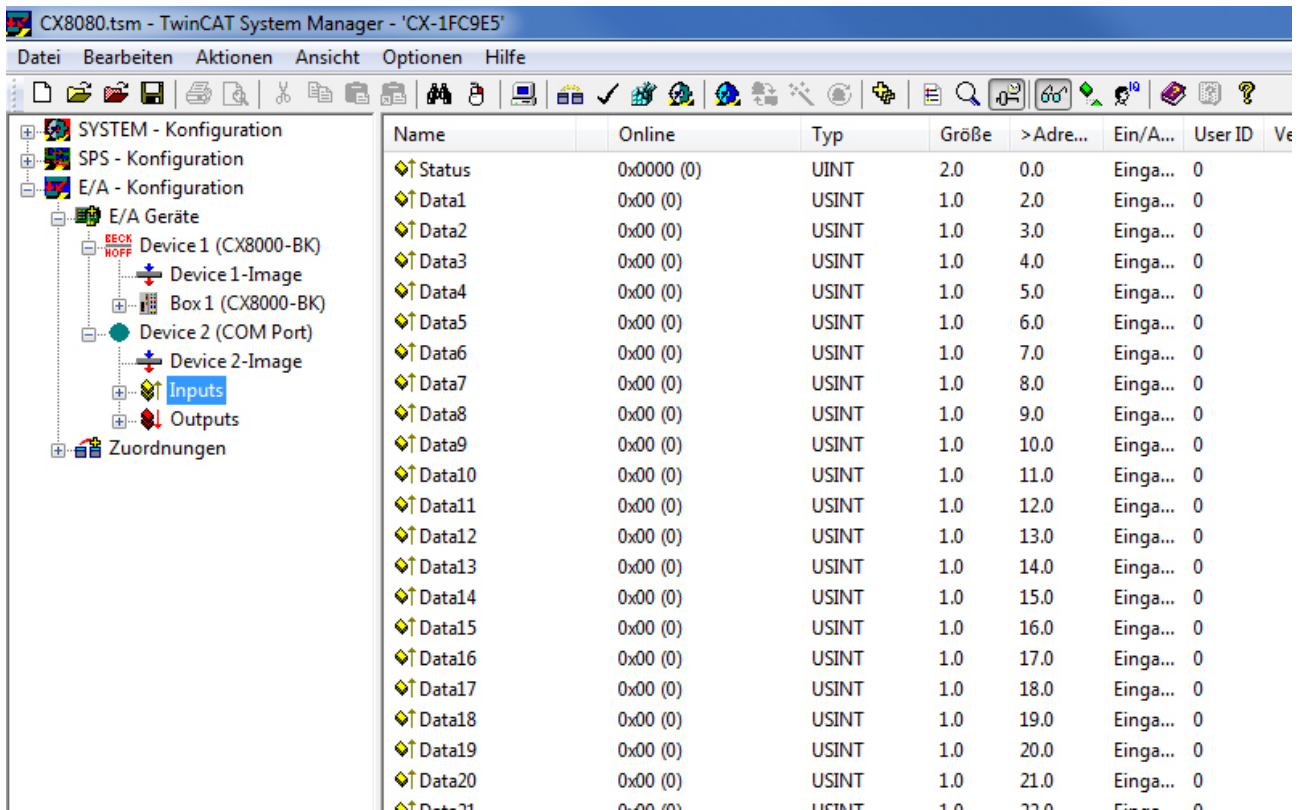 CX8080.tsm - TwinCAT System Manager - 'CX-1FC9E5'
Datei Bearbeiten Aktionen Ansicht Optionen Hilfe
SYSTEM - Konfiguration
SPS - Konfiguration
E/A - Konfiguration
E/A Geräte
BECK HOFF Device 1 (CX8000-BK)
Device 1-Image
Box 1 (CX8000-BK)
Device 2 (COM Port)
Device 2-Image
Inputs
Outputs
Zuordnungen
Name Online Typ Größe >Adre... Ein/A... User ID Ve
Status 0x0000 (0) UINT 2.0 0.0 Einga... 0
Data1 0x00 (0) USINT 1.0 2.0 Einga... 0
Data2 0x00 (0) USINT 1.0 3.0 Einga... 0
Data3 0x00 (0) USINT 1.0 4.0 Einga... 0
Data4 0x00 (0) USINT 1.0 5.0 Einga... 0
Data5 0x00 (0) USINT 1.0 6.0 Einga... 0
Data6 0x00 (0) USINT 1.0 7.0 Einga... 0
Data7 0x00 (0) USINT 1.0 8.0 Einga... 0
Data8 0x00 (0) USINT 1.0 9.0 Einga... 0
Data9 0x00 (0) USINT 1.0 10.0 Einga... 0
Data10 0x00 (0) USINT 1.0 11.0 Einga... 0
Data11 0x00 (0) USINT 1.0 12.0 Einga... 0
Data12 0x00 (0) USINT 1.0 13.0 Einga... 0
Data13 0x00 (0) USINT 1.0 14.0 Einga... 0
Data14 0x00 (0) USINT 1.0 15.0 Einga... 0
Data15 0x00 (0) USINT 1.0 16.0 Einga... 0
Data16 0x00 (0) USINT 1.0 17.0 Einga... 0
Data17 0x00 (0) USINT 1.0 18.0 Einga... 0
Data18 0x00 (0) USINT 1.0 19.0 Einga... 0
Data19 0x00 (0) USINT 1.0 20.0 Einga... 0
Data20 0x00 (0) USINT 1.0 21.0 Einga... 0